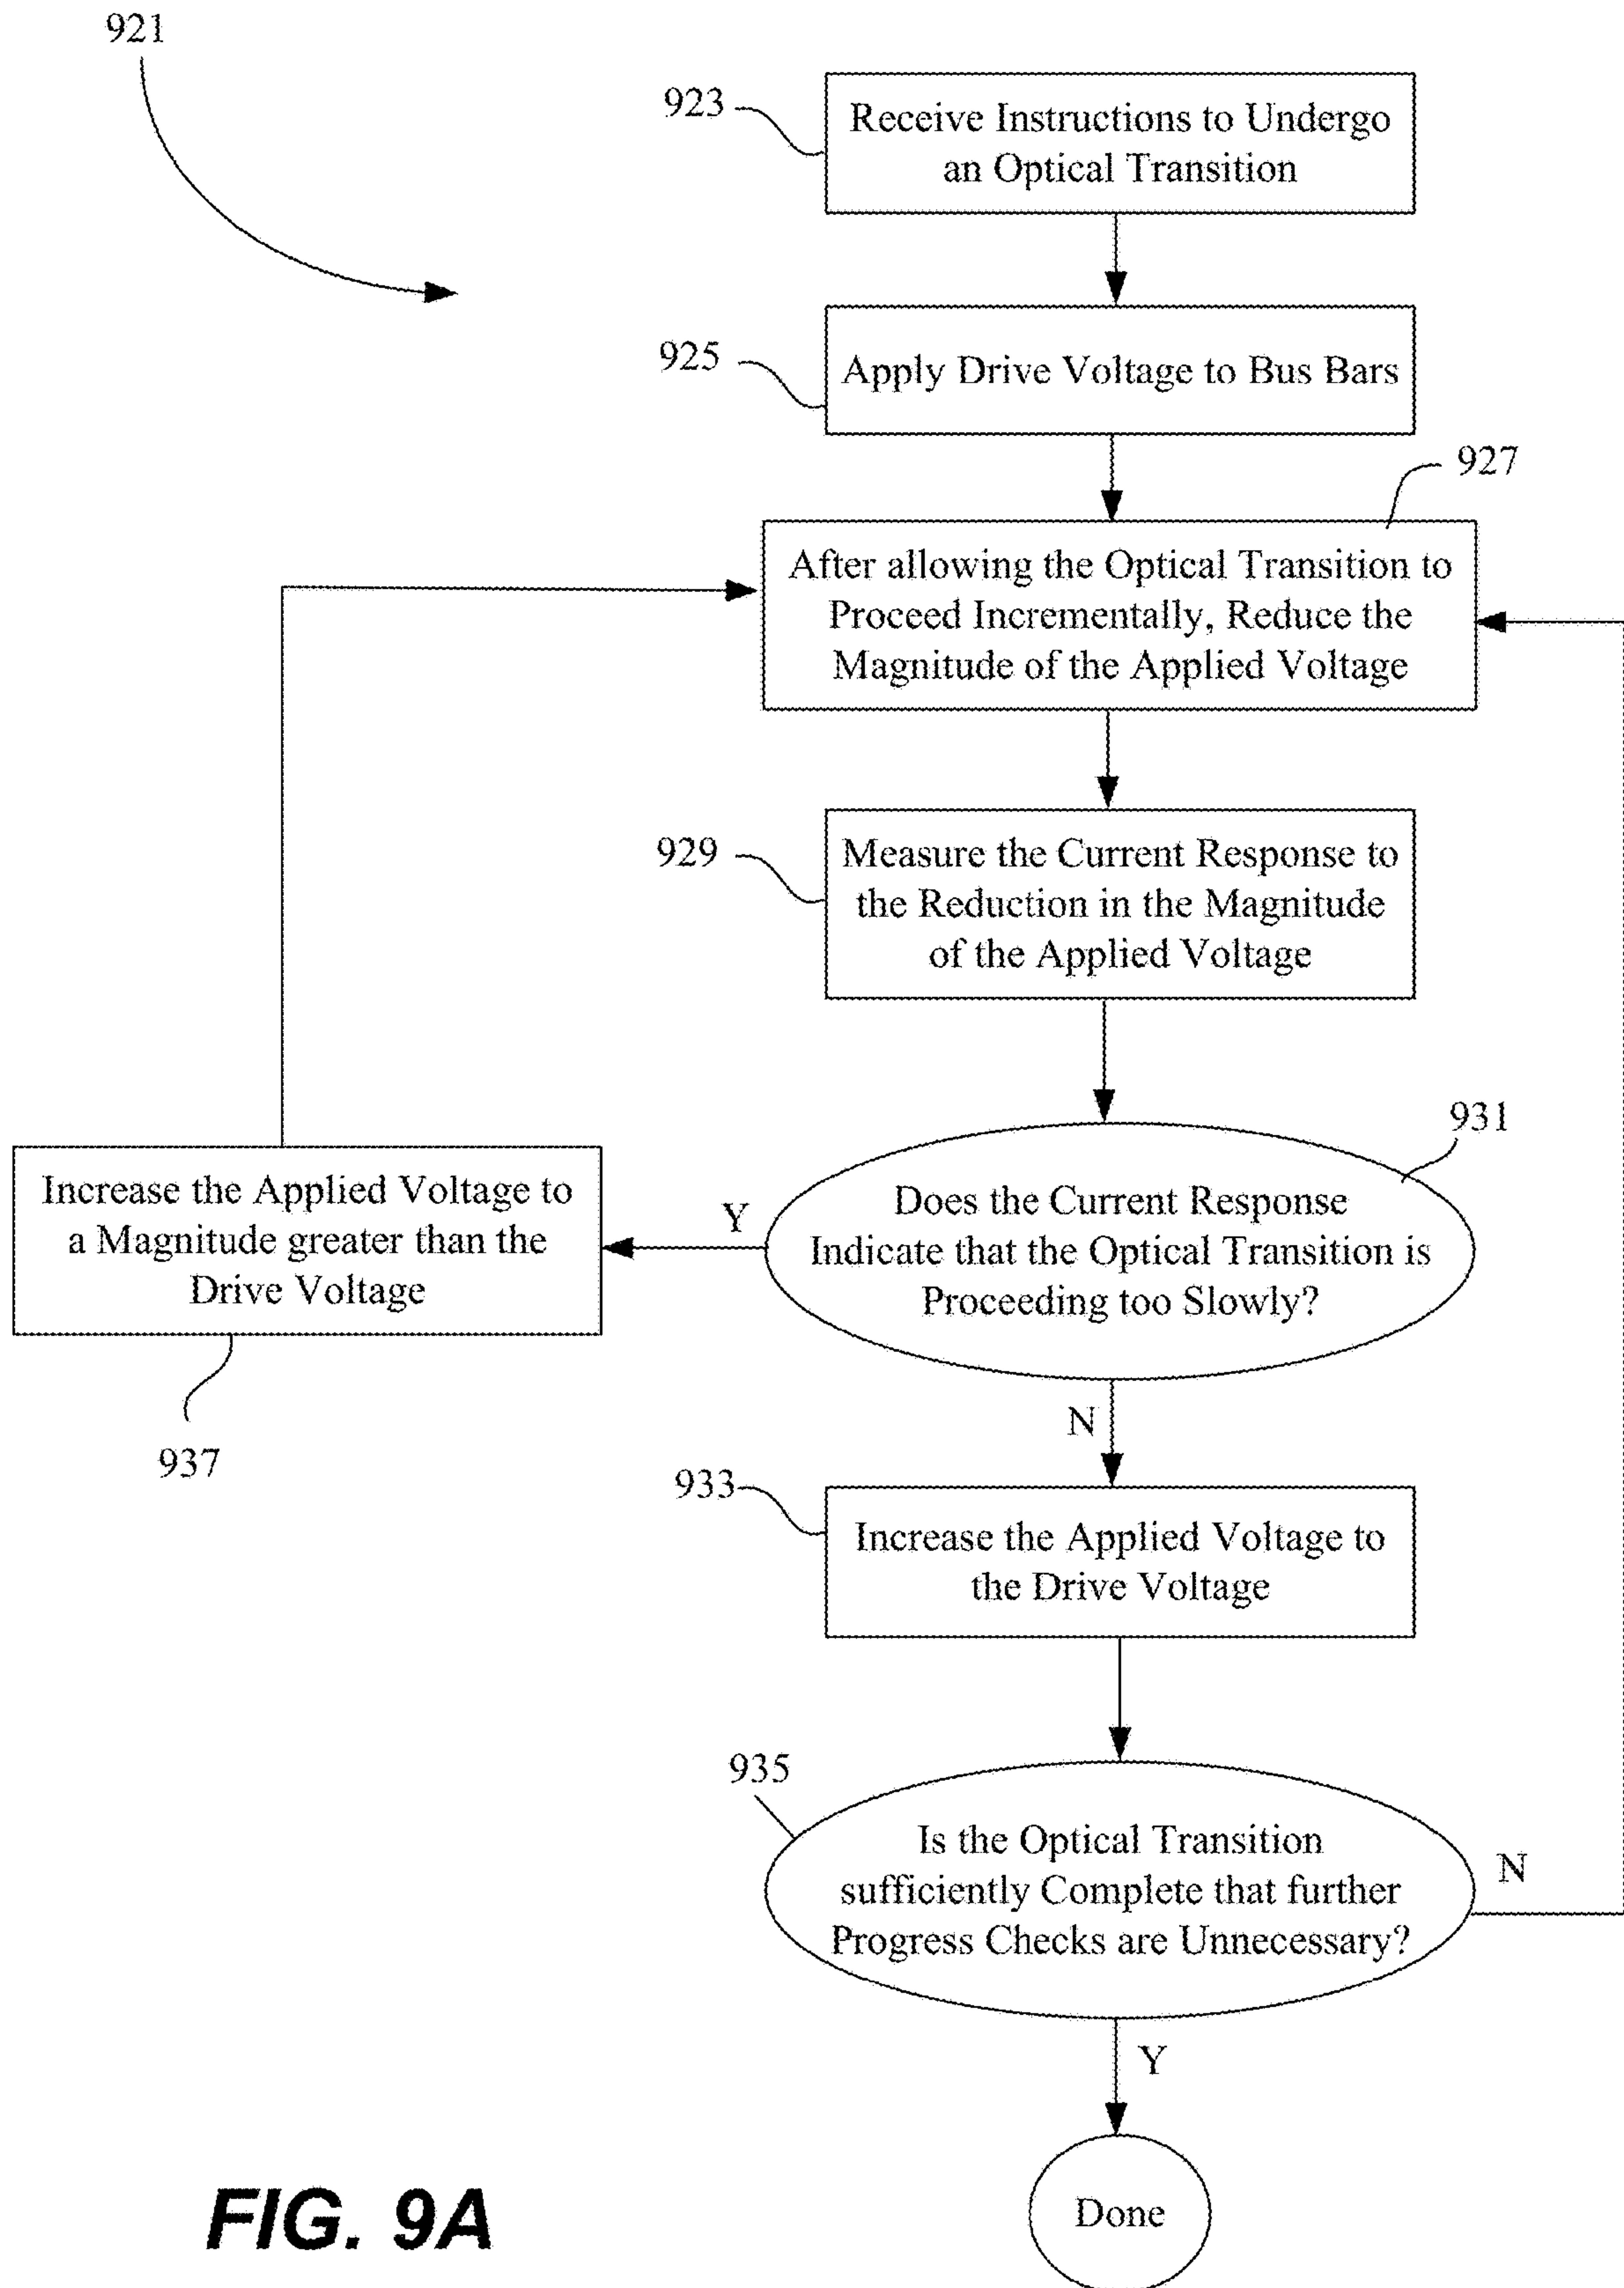 921
923
Receive Instructions to Undergo
an Optical Transition
925
Apply Drive Voltage to Bus Bars
927
After allowing the Optical Transition to
Proceed Incrementally, Reduce the
Magnitude of the Applied Voltage
929
Measure the Current Response to
the Reduction in the Magnitude
of the Applied Voltage
931
Does the Current Response
Indicate that the Optical Transition is
Proceeding too Slowly?
Y
Increase the Applied Voltage to
a Magnitude greater than the
Drive Voltage
937
N
933
Increase the Applied Voltage to
the Drive Voltage
935
Is the Optical Transition
sufficiently Complete that further
Progress Checks are Unnecessary?
N
Y
Done
FIG. 9A